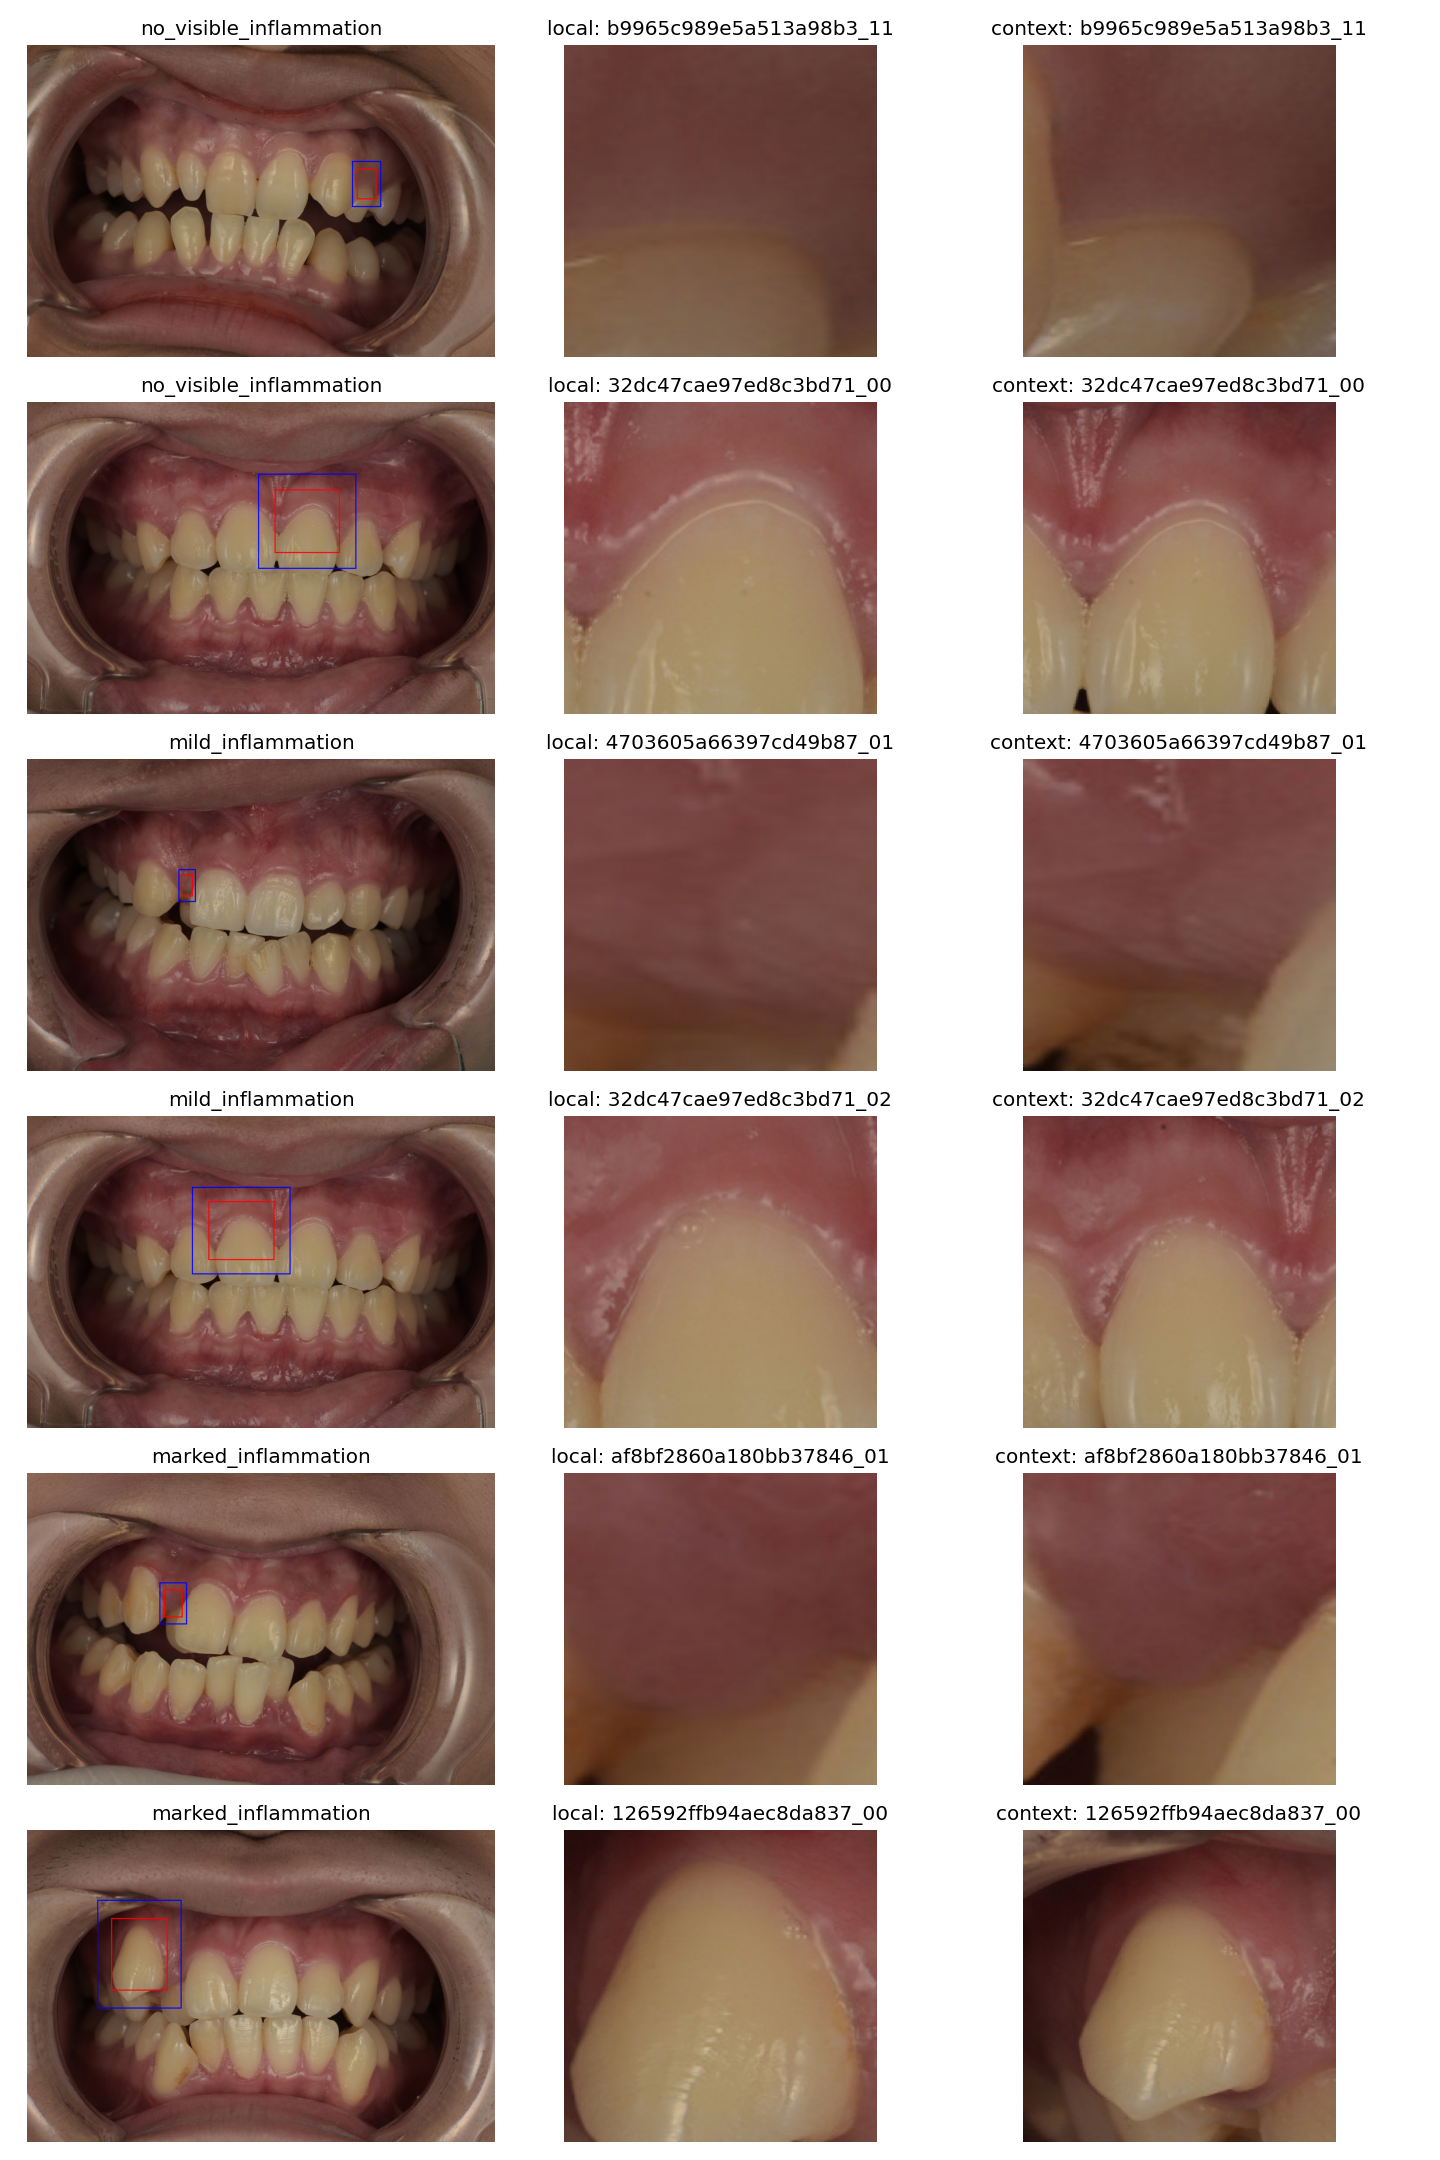 no_visible_inflammation
local: b9965c989e5a513a98b3_11
context: b9965c989e5a513a98b3_11
no_visible_inflammation
local: 32dc47cae97ed8c3bd71_00
context: 32dc47cae97ed8c3bd71_00
mild_inflammation
local: 4703605a66397cd49b87_01
context: 4703605a66397cd49b87_01
mild_inflammation
local: 32dc47cae97ed8c3bd71_02
context: 32dc47cae97ed8c3bd71_02
marked_inflammation
local: af8bf2860a180bb37846_01
context: af8bf2860a180bb37846_01
marked_inflammation
local: 126592ffb94aec8da837_00
context: 126592ffb94aec8da837_00